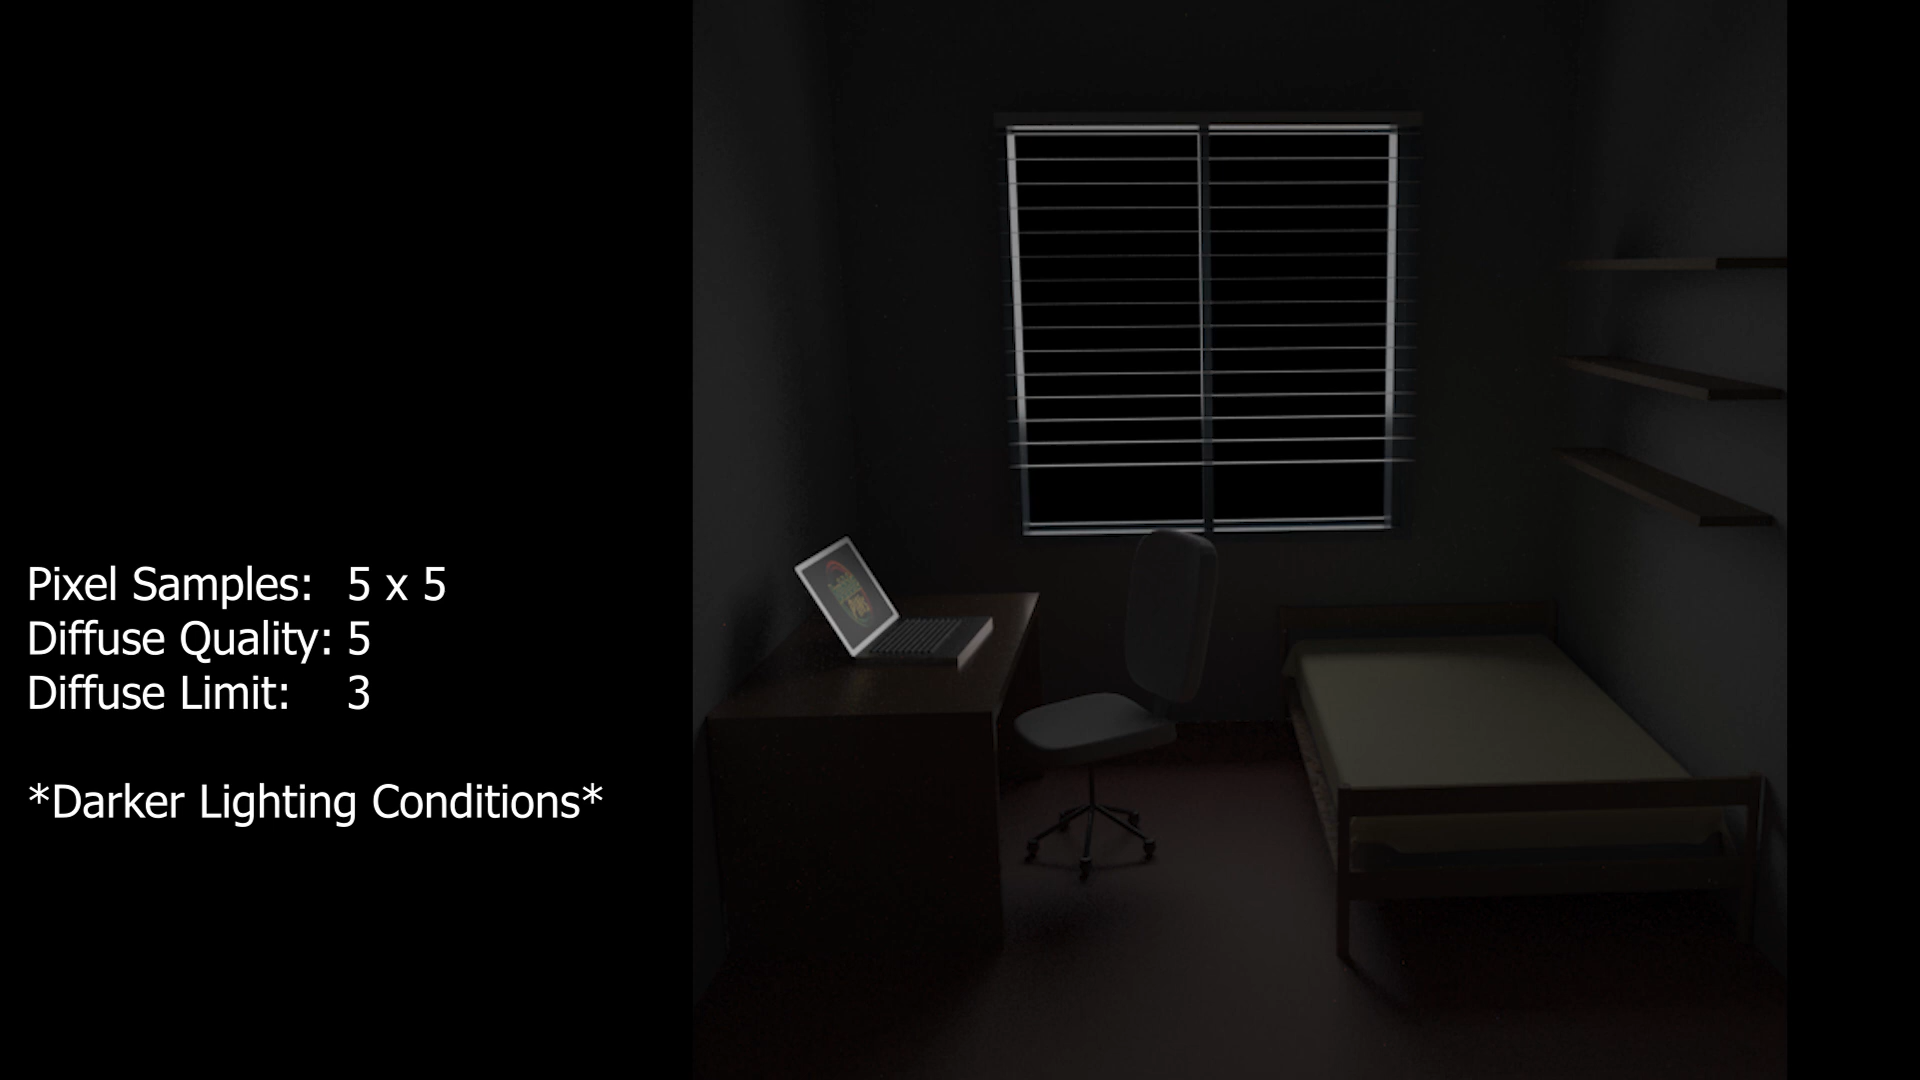 Pixel Samples: 5 x 5
Diffuse Quality: 5
Diffuse Limit: 3
*Darker Lighting Conditions*